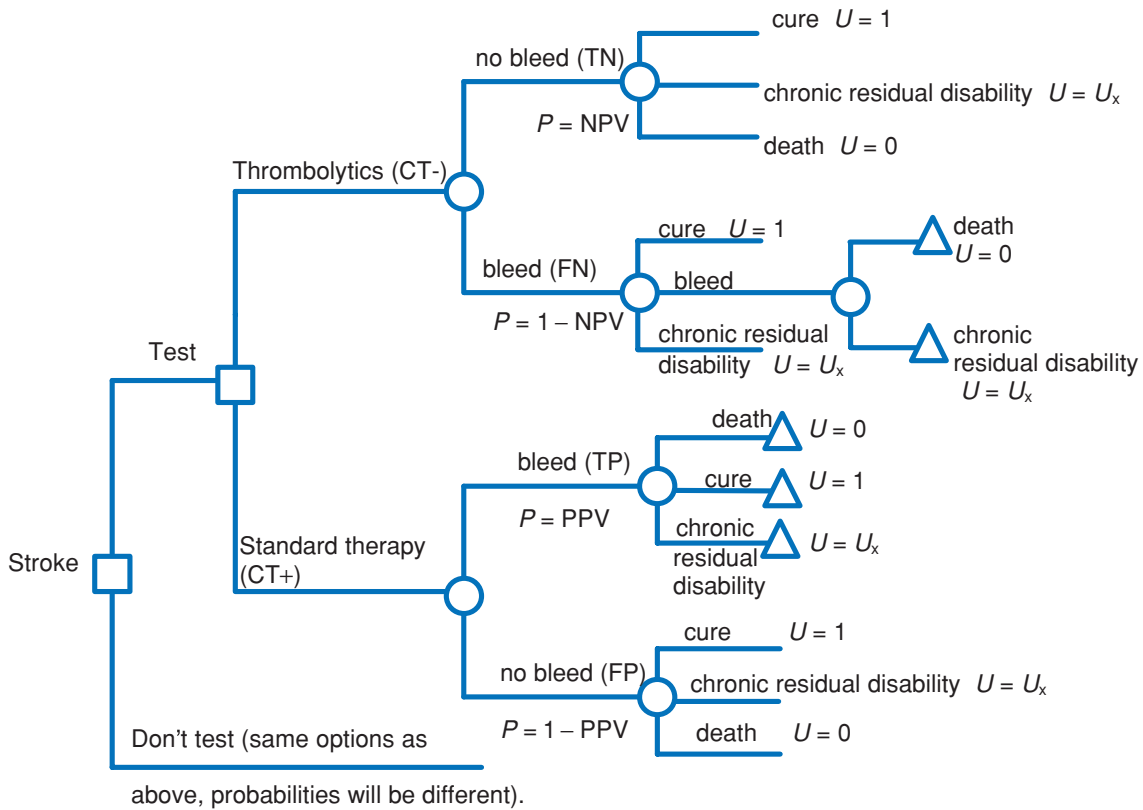 cure U = 1
no bleed (TN)
chronic residual disability U = Ux
P = NPV
death U = 0
Thrombolytics (CT-)
cure U = 1
death
U = 0
bleed (FN)
bleed
P = 1 – NPV
chronic residual
disability U = Ux
chronic
residual disability
U = Ux
Test
death U = 0
bleed (TP)
cure U = 1
P = PPV
chronic
residual
disability
U = Ux
Standard therapy
(CT+)
Stroke
cure U = 1
no bleed (FP)
chronic residual disability U = Ux
P = 1 – PPV
death U = 0
Don't test (same options as
above, probabilities will be different).